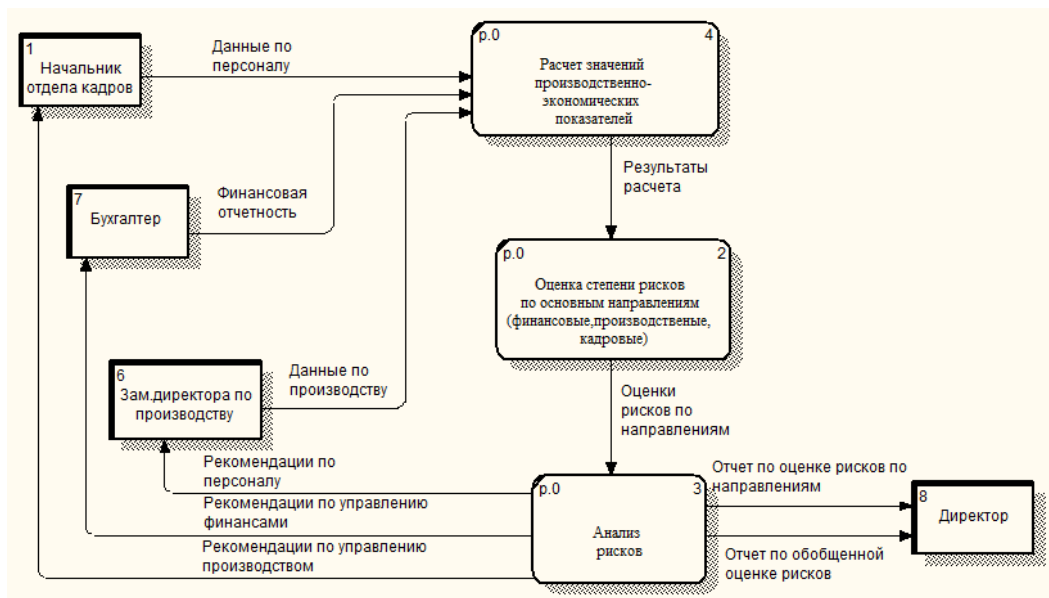 1
Начальник
отдела кадров
Данные по
персоналу
p.0
4
Расчет значений
производственно-
экономических
показателей
Результаты
расчета
7
Бухгалтер
Финансовая
отчетность
p.0
2
Оценка степени рисков
по основным направлениям
(финансовые,производственые,
кадровые)
6
Зам.директора по
производству
Данные по
производству
Оценки
рисков по
направлениям
Рекомендации по
персоналу
Рекомендации по управлению
финансами
Рекомендации по управлению
производством
p.0
3
Анализ
рисков
Отчет по оценке рисков по
направлениям
Отчет по обобщенной
оценке рисков
8
Директор